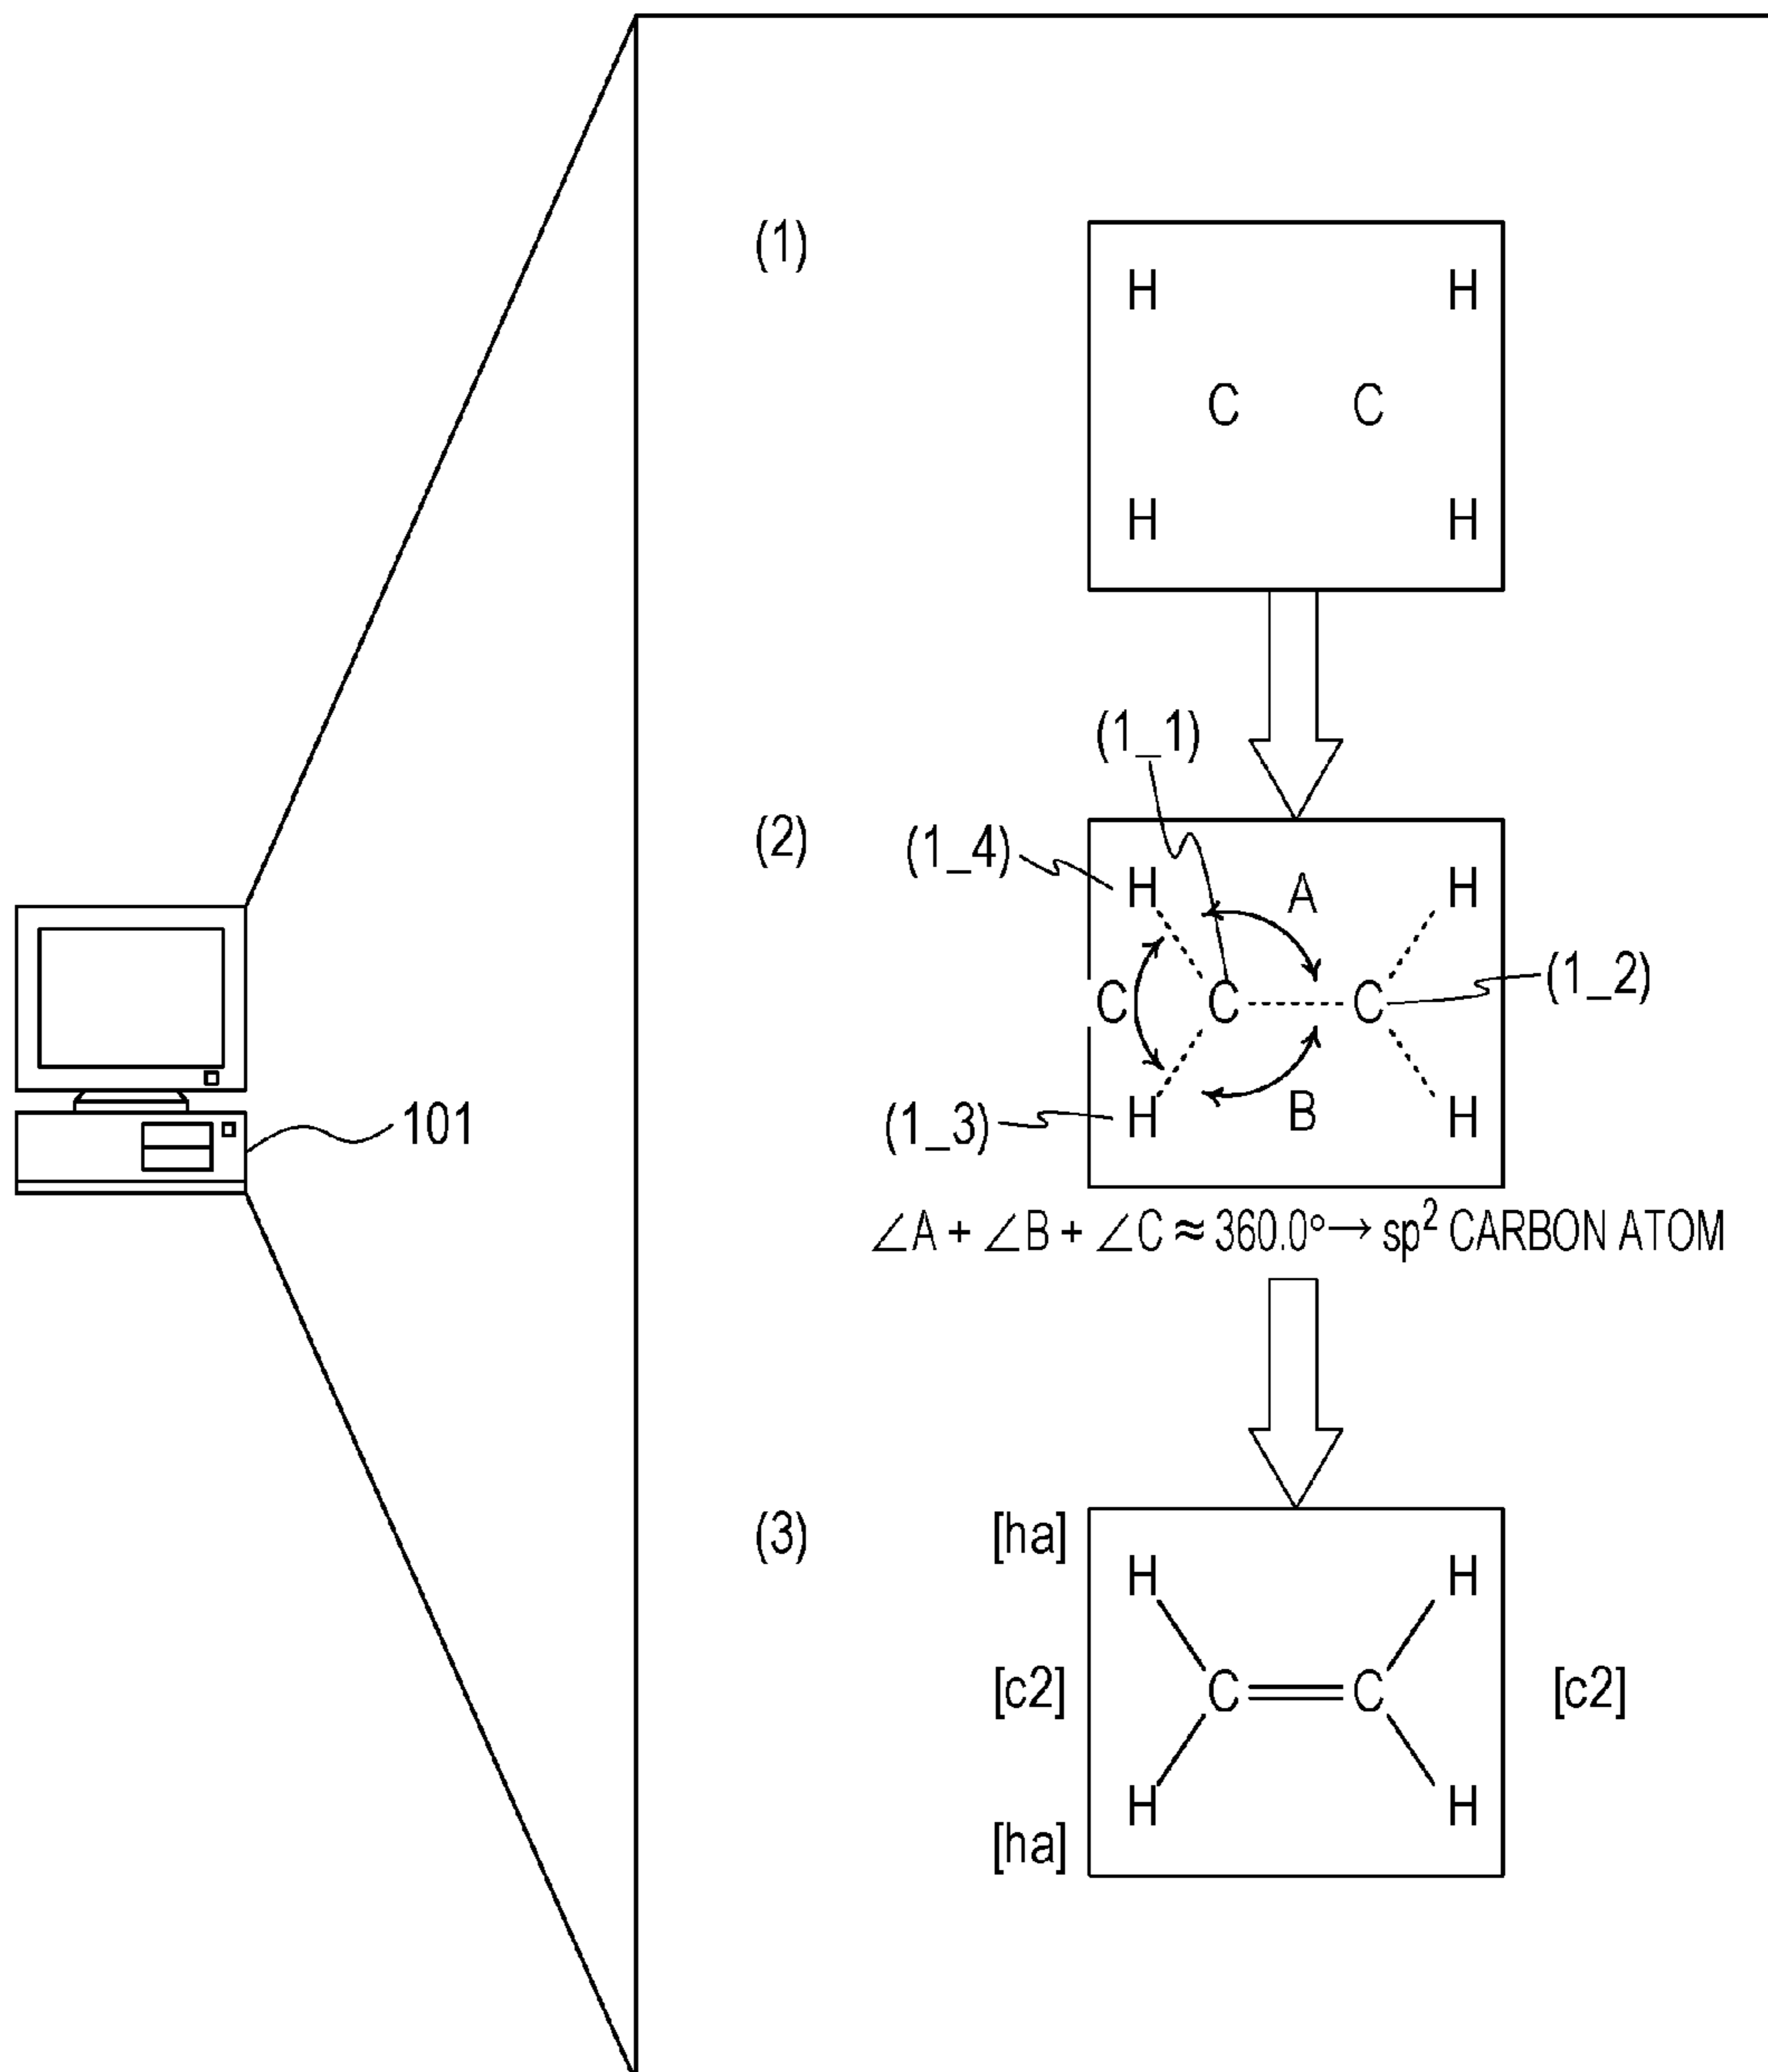 (1)
H H
C C
H H
(1_1)
(2) (1_4) H A H
C C C (1_2)
101 (1_3) H B H
∠A + ∠B + ∠C ≈ 360.0° → sp² CARBON ATOM
(3) [ha]
H H
[c2] C C [c2]
H H
[ha]